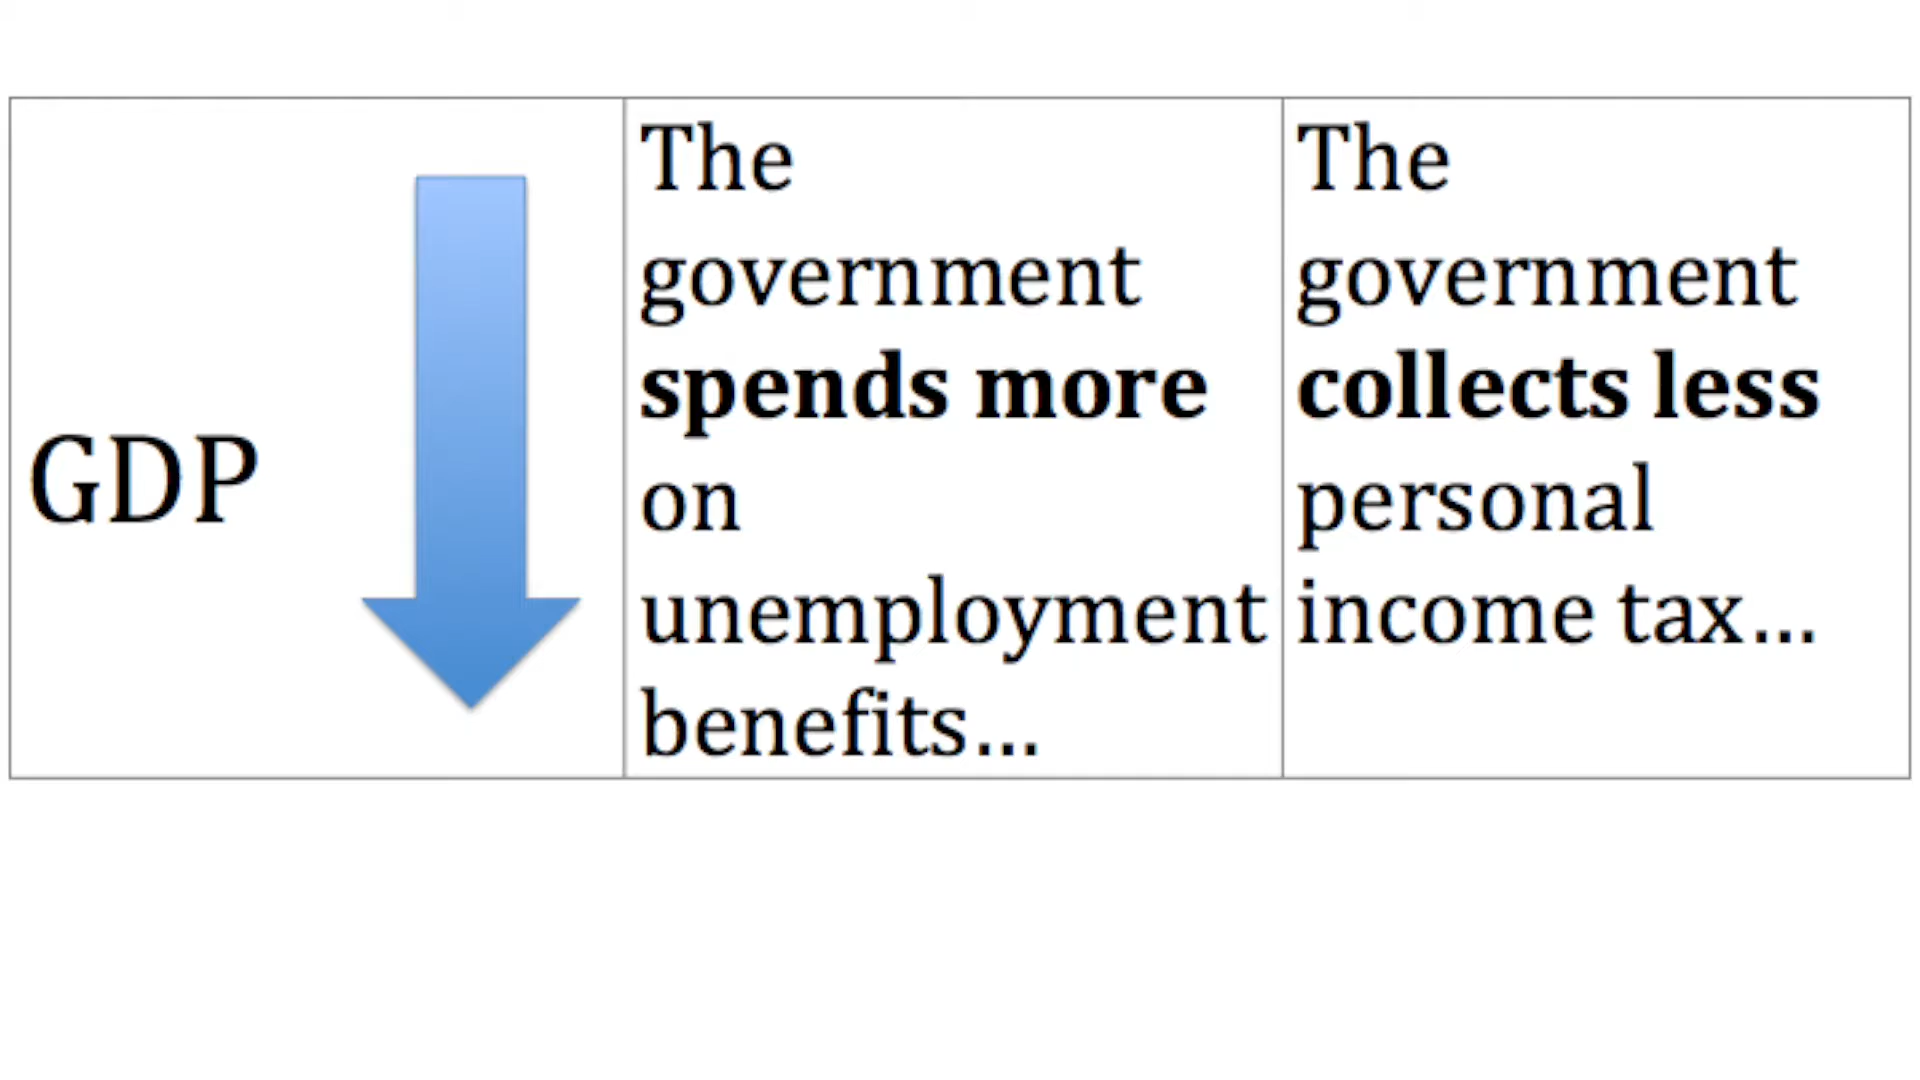 GDP
The
government
spends more
on
unemployment
benefits...
The
government
collects less
personal
income tax...